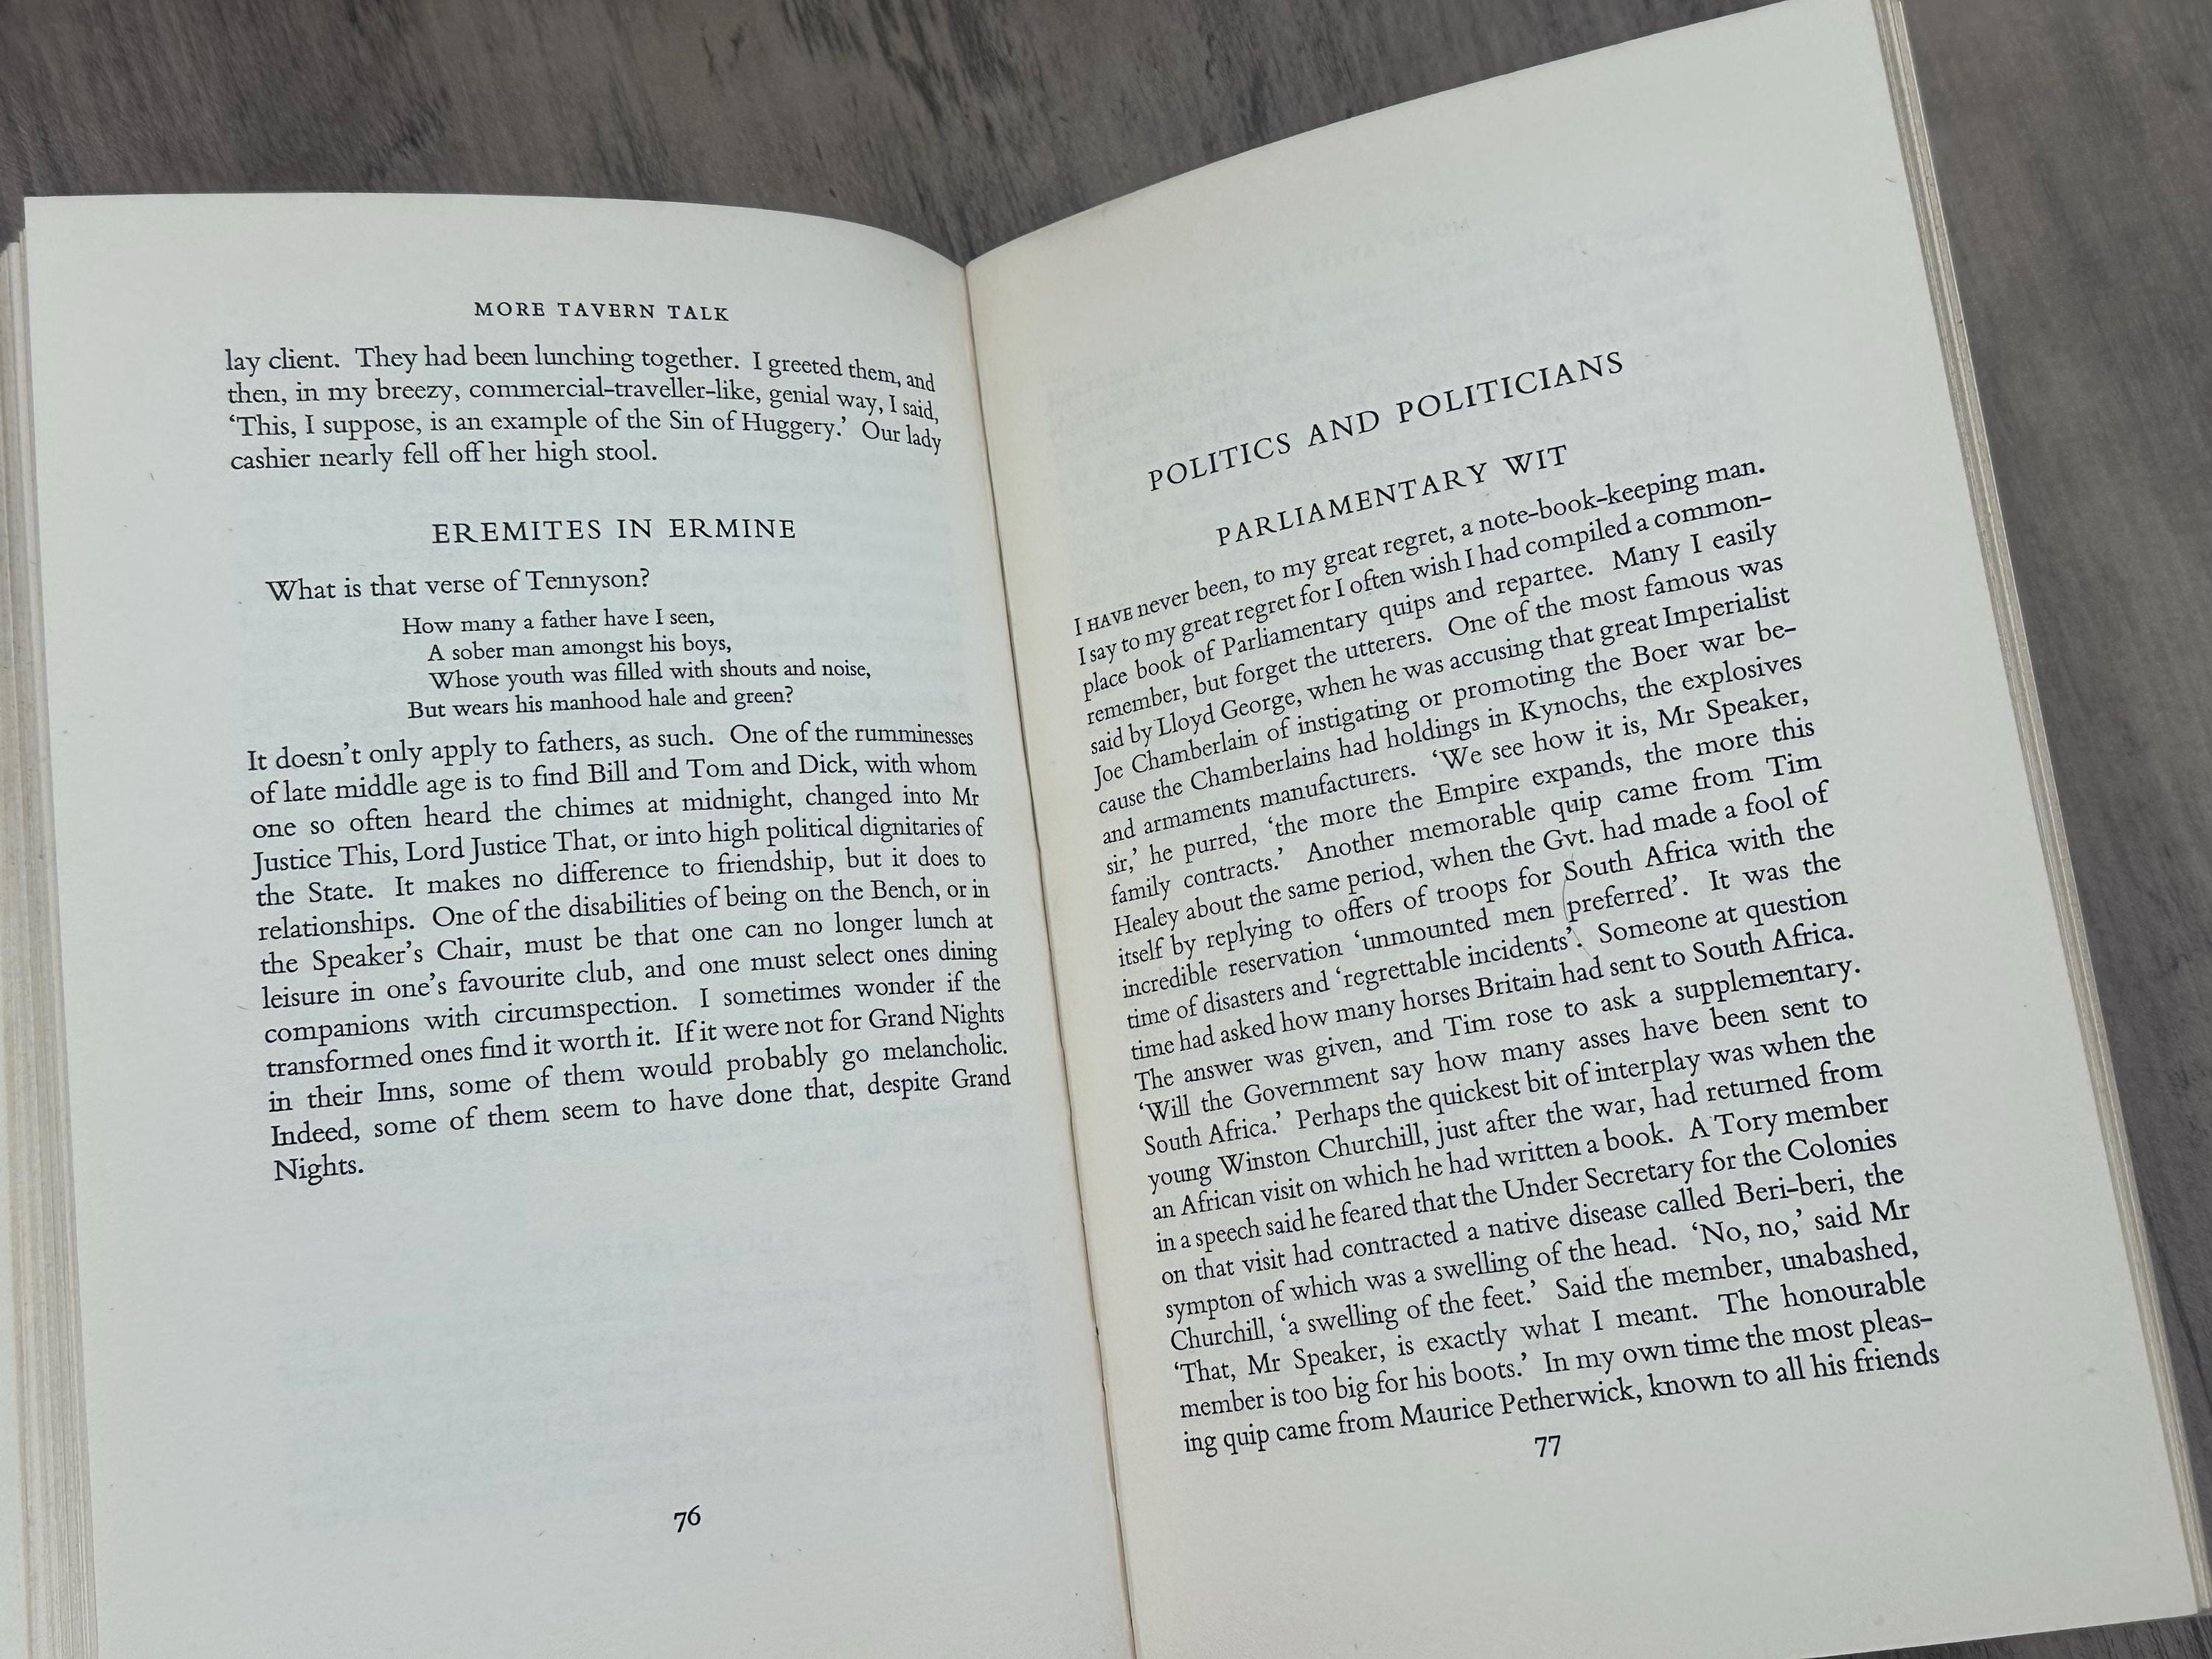 MORE TAVERN TALK
lay client. They had been lunching together. I greeted them, and
then, in my breezy, commercial-traveller-like, genial way, I said,
‘This, I suppose, is an example of the Sin of Huggery.’ Our lady
cashier nearly fell off her high stool.
EREMITES IN ERMINE
What is that verse of Tennyson?
How many a father have I seen,
A sober man amongst his boys,
Whose youth was filled with shouts and noise,
But wears his manhood hale and green?
It doesn’t only apply to fathers, as such. One of the rumminesses
of late middle age is to find Bill and Tom and Dick, with whom
one so often heard the chimes at midnight, changed into Mr
Justice This, Lord Justice That, or into high political dignitaries of
the State. It makes no difference to friendship, but it does to
relationships. One of the disabilities of being on the Bench, or in
the Speaker’s Chair, must be that one can no longer lunch at
leisure in one’s favourite club, and one must select ones dining
companions with circumspection. I sometimes wonder if the
transformed ones find it worth it. If it were not for Grand Nights
in their Inns, some of them would probably go melancholic.
Indeed, some of them seem to have done that, despite Grand
Nights.
76
POLITICS AND POLITICIANS
PARLIAMENTARY WIT
I HAVE never been, to my great regret, a note-book-keeping man.
I say to my great regret for I often wish I had compiled a common-
place book of Parliamentary quips and repartee. Many I easily
remember, but forget the utterers. One of the most famous was
said by Lloyd George, when he was accusing that great Imperialist
Joe Chamberlain of instigating or promoting the Boer war be-
cause the Chamberlains had holdings in Kynochs, the explosives
and armaments manufacturers. ‘We see how it is, Mr Speaker,
sir,’ he purred, ‘the more the Empire expands, the more this
family contracts.’ Another memorable quip came from Tim
Healey about the same period, when the Gvt. had made a fool of
itself by replying to offers of troops for South Africa with the
incredible reservation ‘unmounted men preferred’. It was the
time of disasters and ‘regrettable incidents’. Someone at question
time had asked how many horses Britain had sent to South Africa.
The answer was given, and Tim rose to ask a supplementary.
‘Will the Government say how many asses have been sent to
South Africa.’ Perhaps the quickest bit of interplay was when the
young Winston Churchill, just after the war, had returned from
an African visit on which he had written a book. A Tory member
in a speech said he feared that the Under Secretary for the Colonies
on that visit had contracted a native disease called Beri-beri, the
sympton of which was a swelling of the head. ‘No, no,’ said Mr
Churchill, ‘a swelling of the feet.’ Said the member, unabashed,
‘That, Mr Speaker, is exactly what I meant. The honourable
member is too big for his boots.’ In my own time the most pleas-
ing quip came from Maurice Petherwick, known to all his friends
77